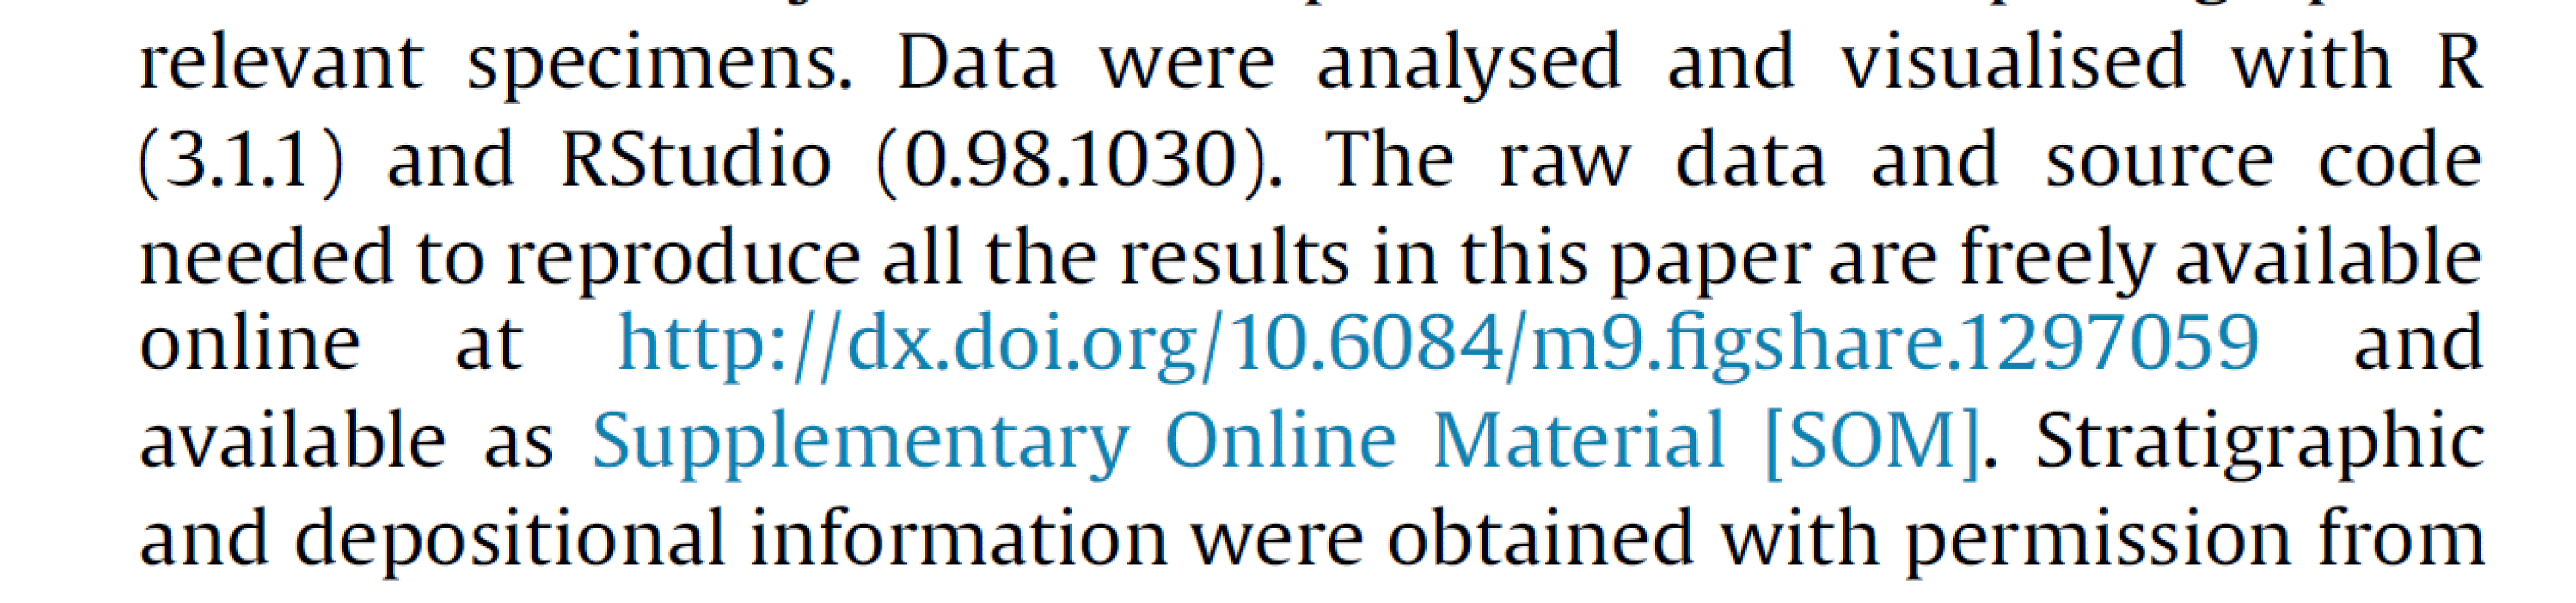 relevant specimens. Data were analysed and visualised with R
(3.1.1) and RStudio (0.98.1030). The raw data and source code
needed to reproduce all the results in this paper are freely available
online at http://dx.doi.org/10.6084/m9.figshare.1297059 and
available as Supplementary Online Material [SOM]. Stratigraphic
and depositional information were obtained with permission from